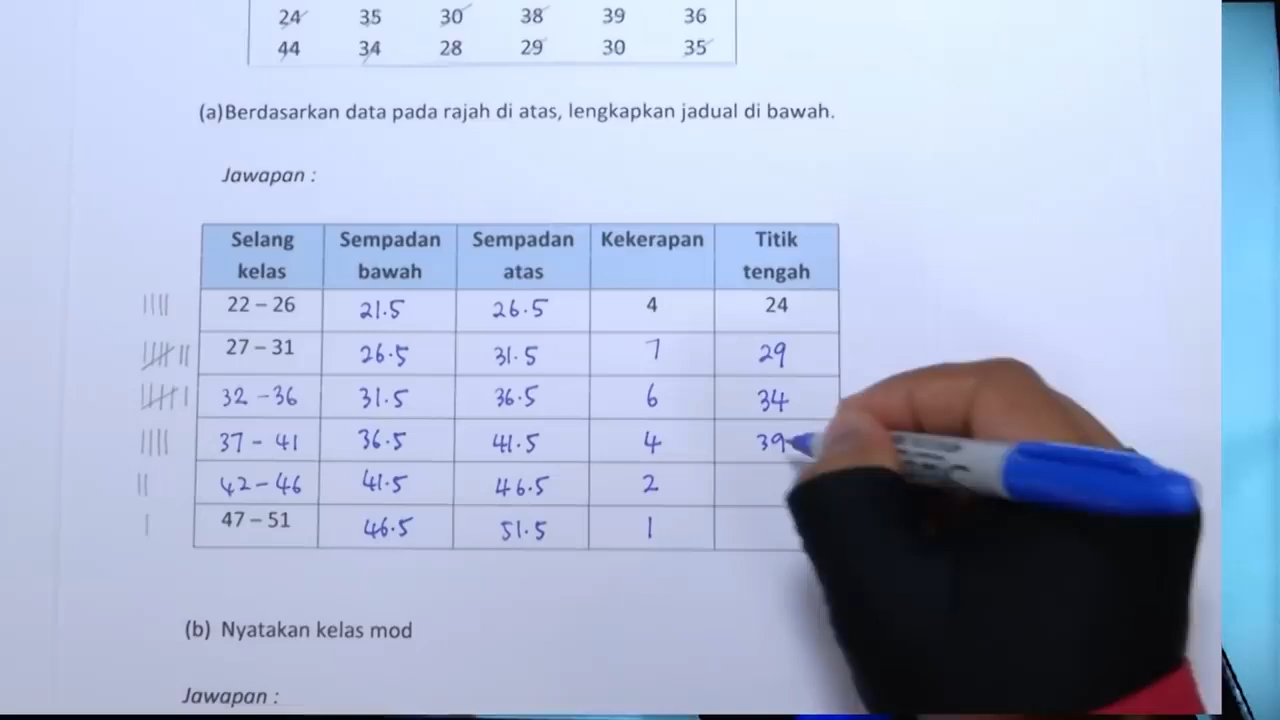 24 35 30 38 39 36
44 34 28 29 30 35
(a)Berdasarkan data pada rajah di atas, lengkapkan jadual di bawah.
Jawapan :
Selang kelas Sempadan bawah Sempadan atas Kekerapan Titik tengah
22 – 26 21.5 26.5 4 24
27 – 31 26.5 31.5 7 29
32 - 36 31.5 36.5 6 34
37 - 41 36.5 41.5 4 39
42 - 46 41.5 46.5 2
47 – 51 46.5 51.5 1
(b) Nyatakan kelas mod
Jawapan :